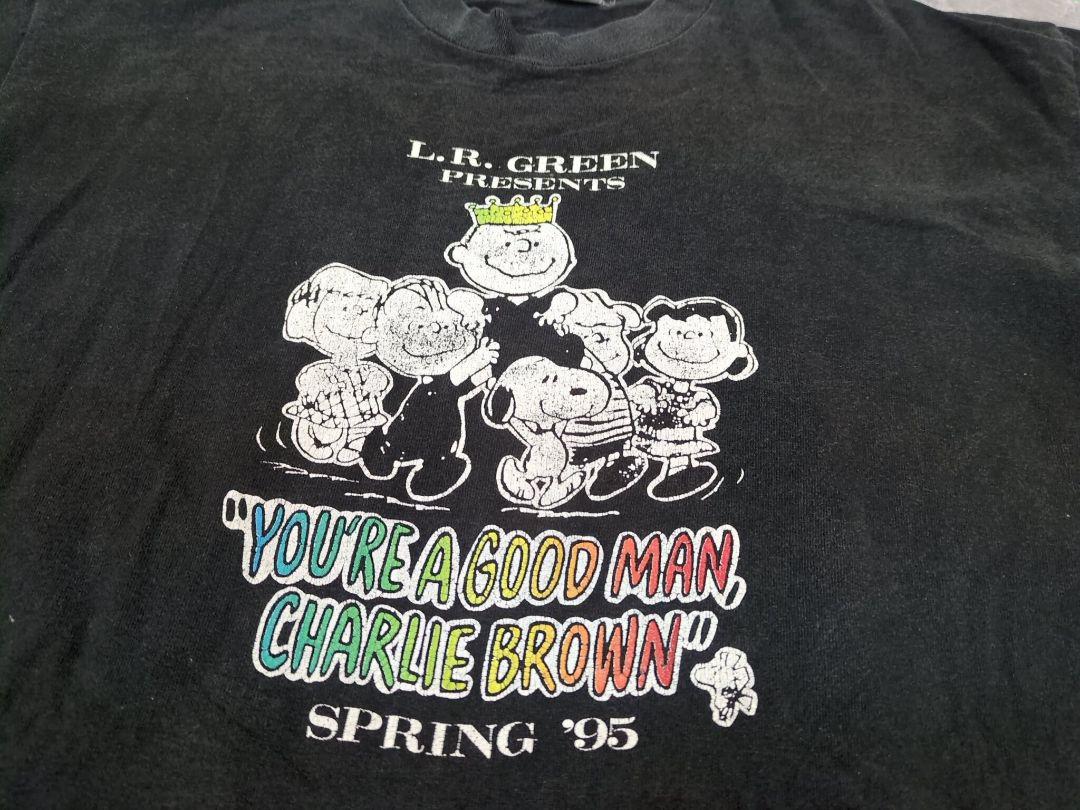 L.R. GREEN
PRESENTS
"YOU'RE A GOOD MAN,
CHARLIE BROWN"
SPRING '95